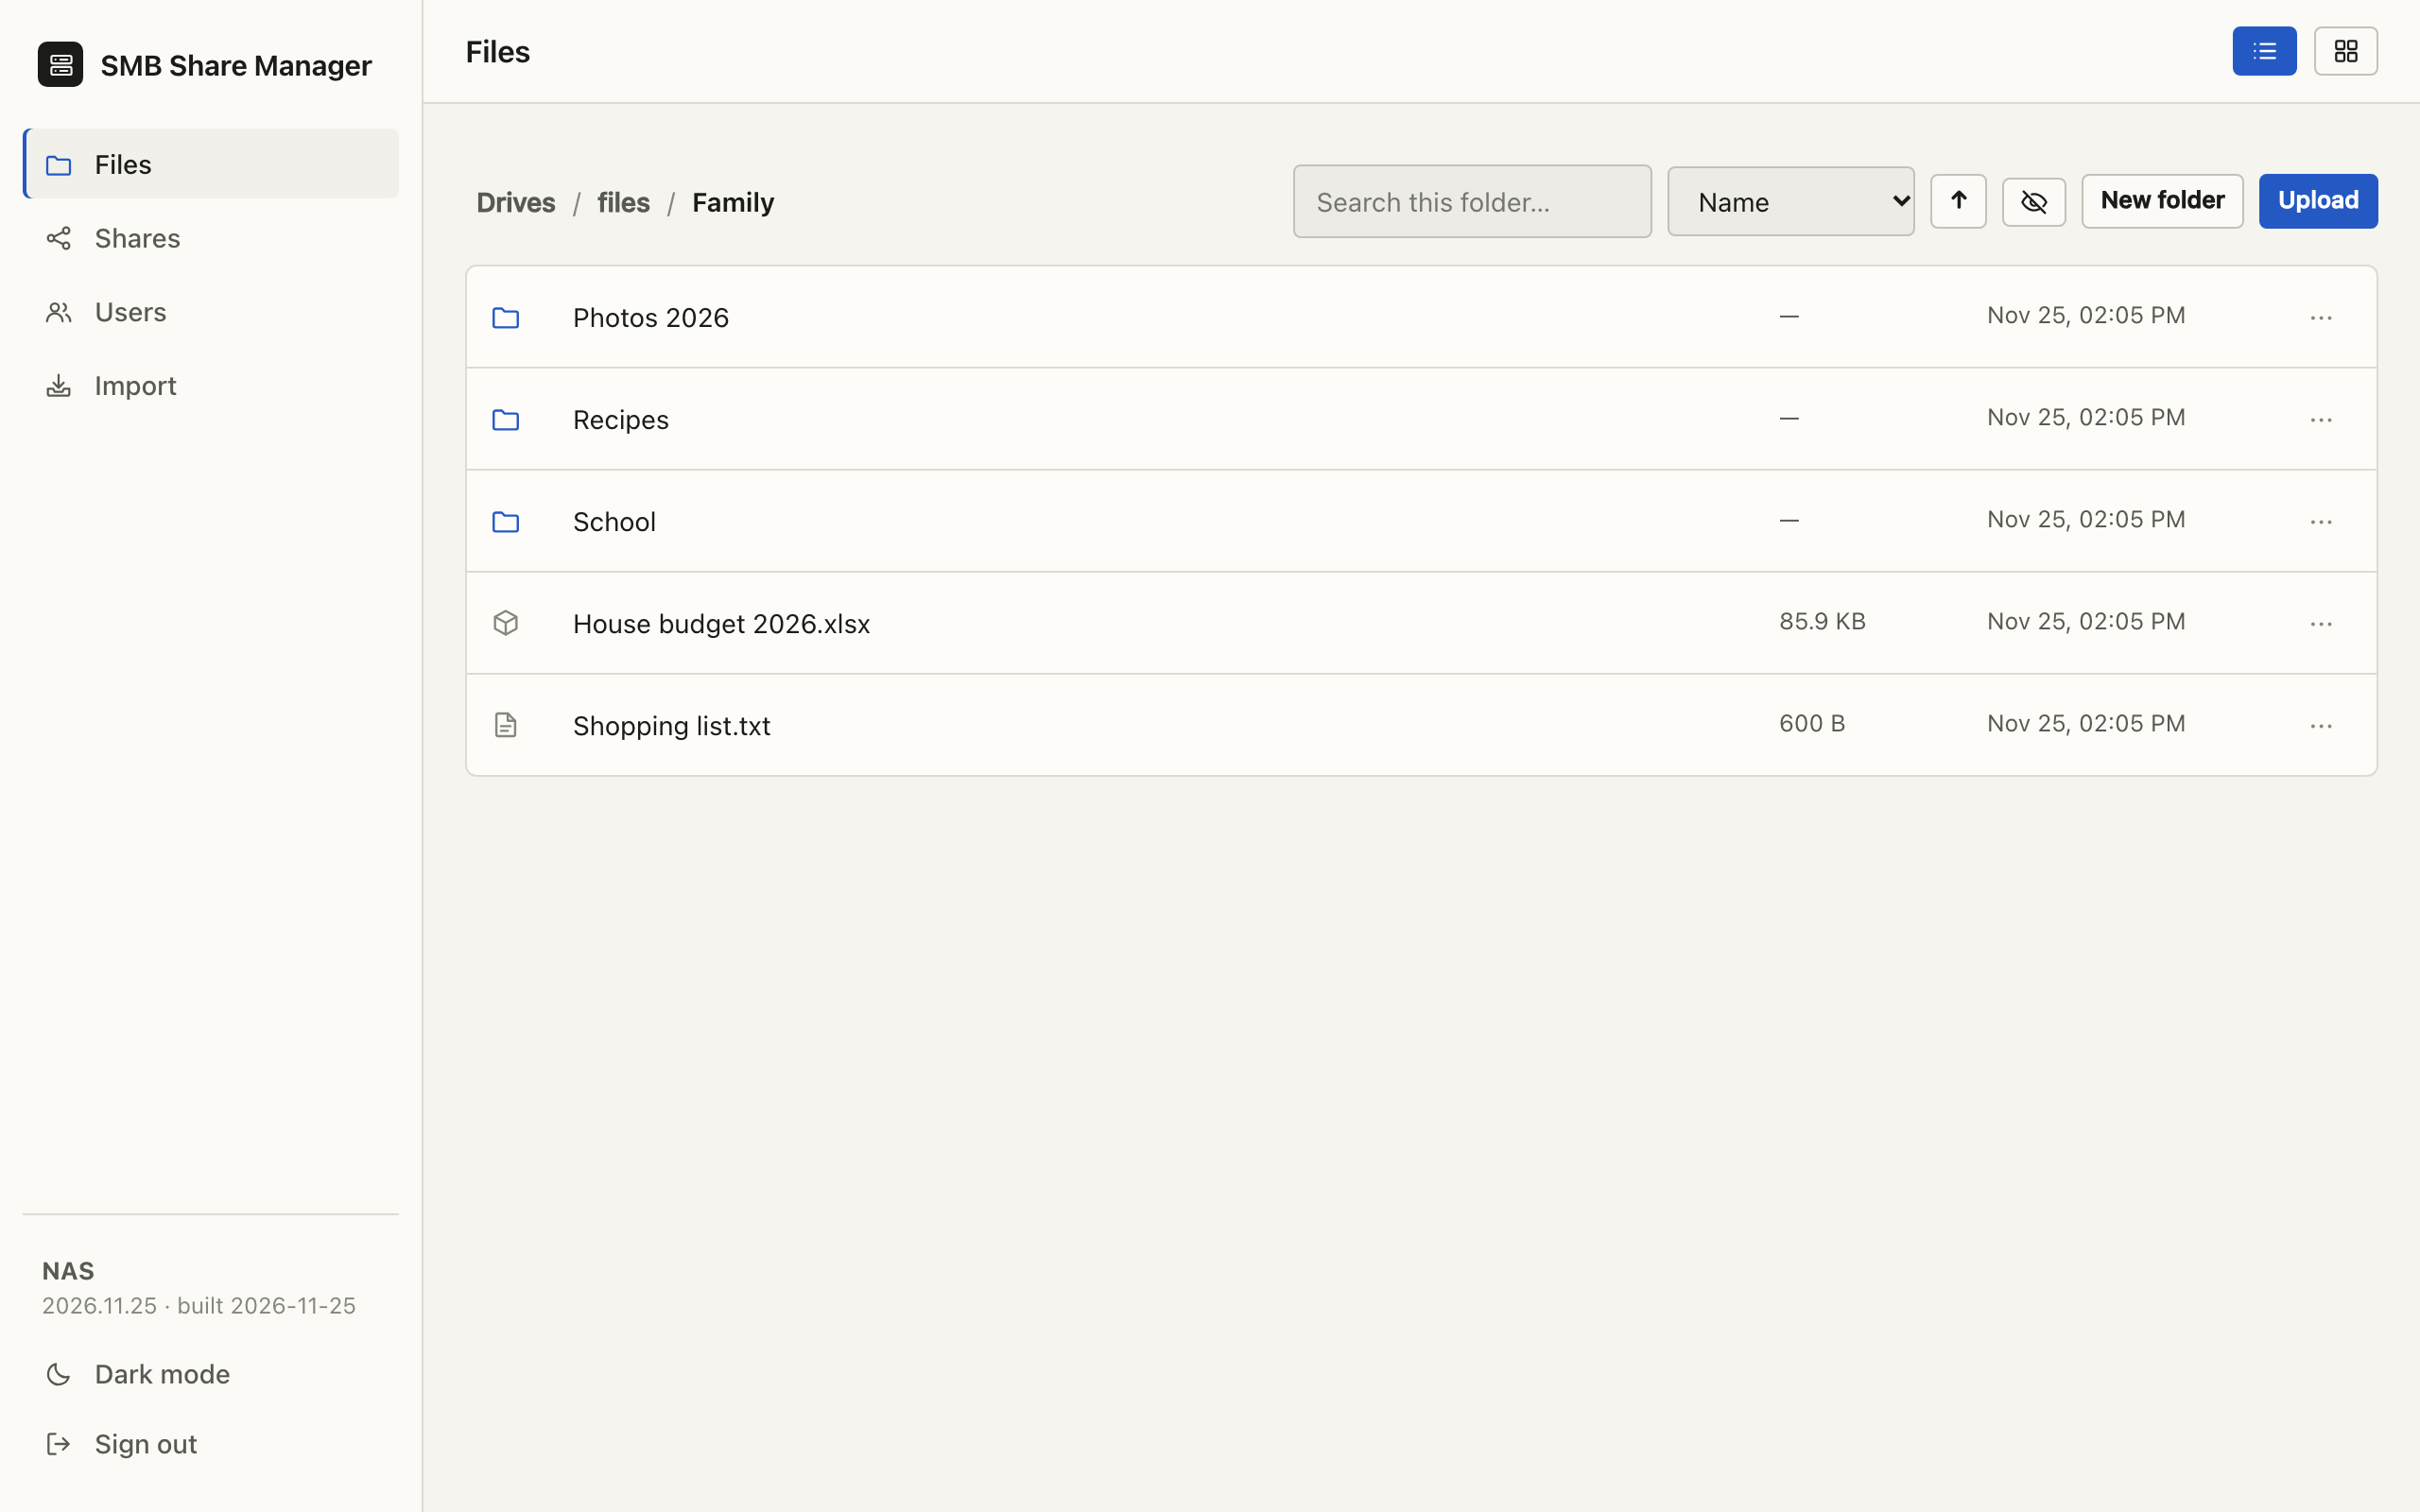 SMB Share Manager
Files
Shares
Users
Import
NAS
2026.11.25 · built 2026-11-25
Dark mode
Sign out
Files
Drives / files / Family
Search this folder...
Name
New folder
Upload
Photos 2026 — Nov 25, 02:05 PM
Recipes — Nov 25, 02:05 PM
School — Nov 25, 02:05 PM
House budget 2026.xlsx 85.9 KB Nov 25, 02:05 PM
Shopping list.txt 600 B Nov 25, 02:05 PM